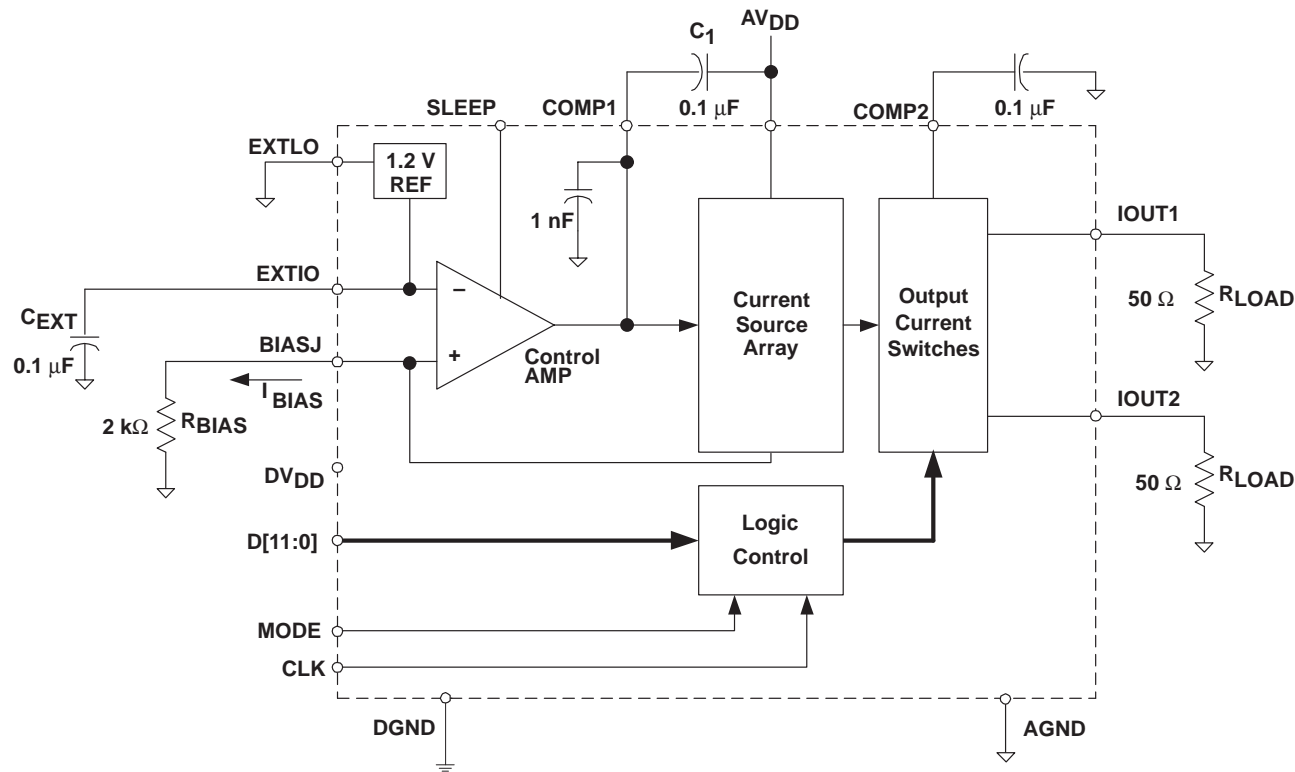 AVDD
C1
0.1 μF
0.1 μF
SLEEP
COMP1
COMP2
EXTLO
1.2 V
REF
1 nF
IOUT1
EXTIO
–
+
Control
AMP
Current
Source
Array
Output
Current
Switches
50 Ω
RLOAD
CEXT
0.1 μF
BIASJ
IBIAS
2 kΩ
RBIAS
IOUT2
50 Ω
RLOAD
DVDD
D[11:0]
Logic
Control
MODE
CLK
DGND
AGND